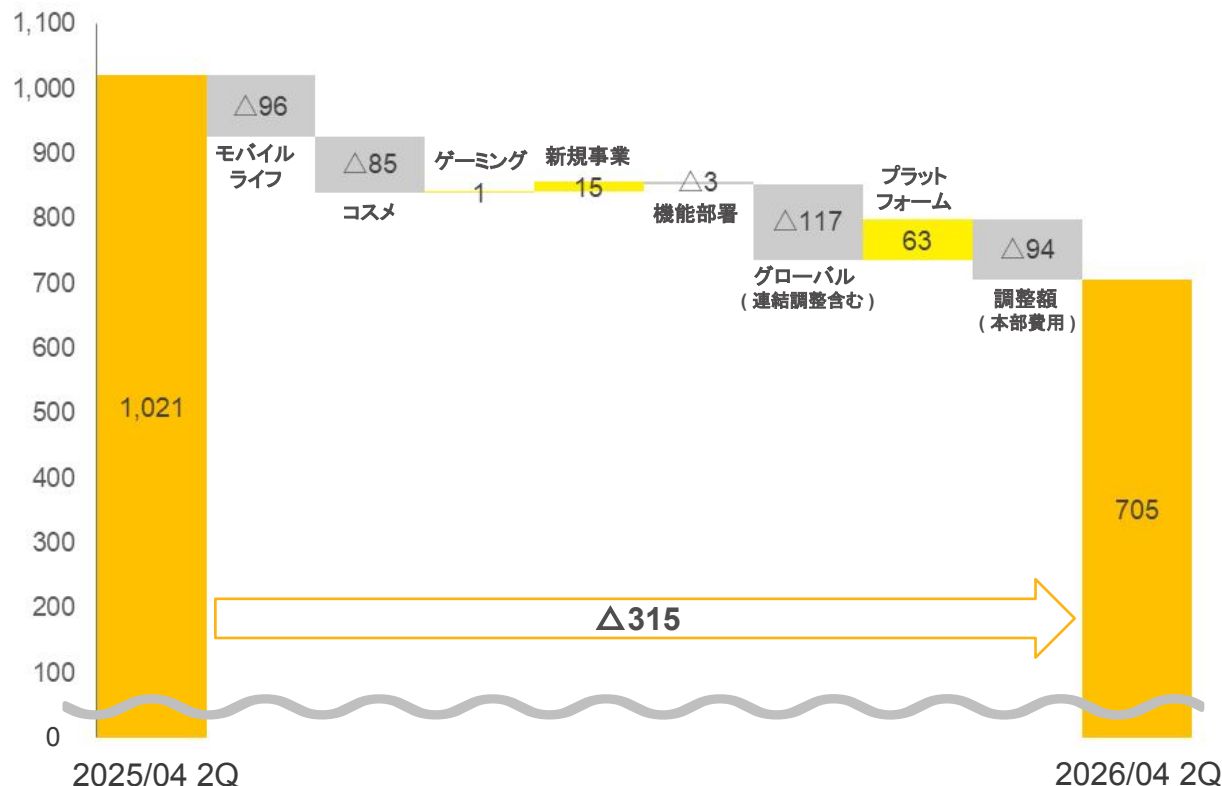 1,100
1,000
900
800
700
600
500
400
300
200
100
0
1,021
△96
モバイル
ライフ
△85
コスメ
ゲーミング
1
新規事業
15
△3
機能部署
△117
グローバル
(連結調整含む)
プラット
フォーム
63
△94
調整額
(本部費用)
705
△315
2025/04 2Q
2026/04 2Q